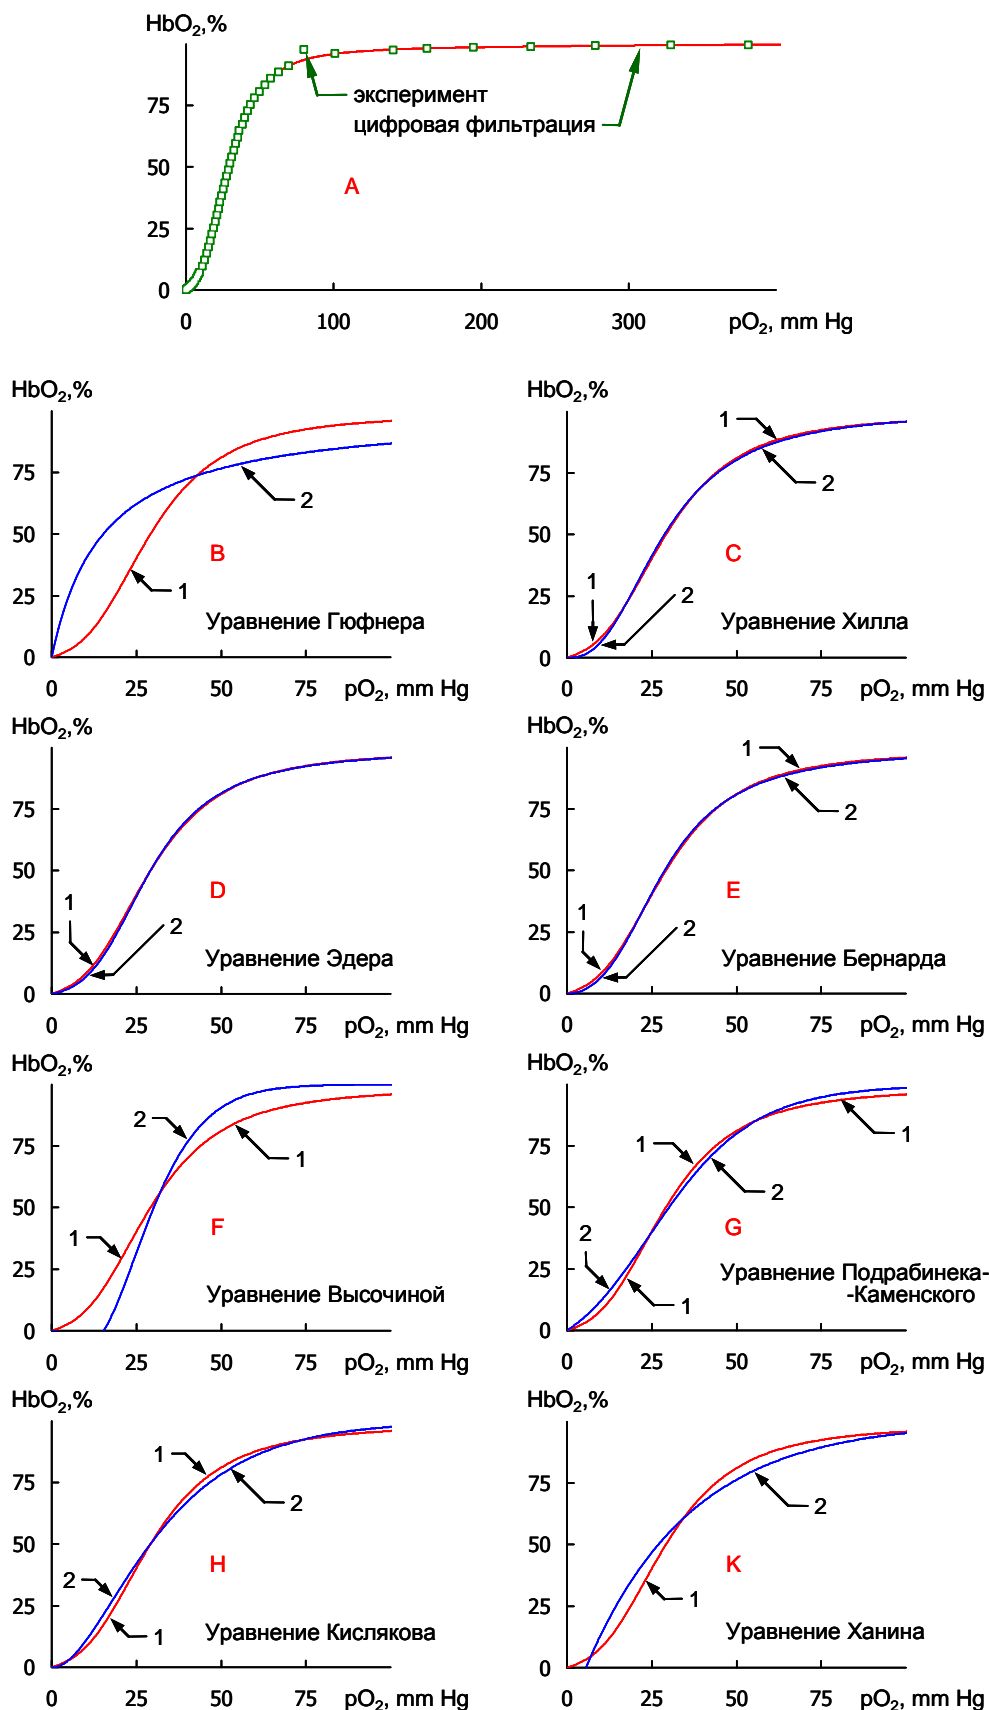 HbO₂,%
75
50
25
0
эксперимент
цифровая фильтрация
A
0 100 200 300 pO₂, mm Hg
HbO₂,%
75
50
25
0
2
B
1
Уравнение Гюфнера
0 25 50 75 pO₂, mm Hg
HbO₂,%
75
50
25
0
1
2
C
1
2
Уравнение Хилла
0 25 50 75 pO₂, mm Hg
HbO₂,%
75
50
25
0
D
1
2
Уравнение Эдера
0 25 50 75 pO₂, mm Hg
HbO₂,%
75
50
25
0
1
2
E
1
2
Уравнение Бернарда
0 25 50 75 pO₂, mm Hg
HbO₂,%
75
50
25
0
2
1
F
1
Уравнение Высочиной
0 25 50 75 pO₂, mm Hg
HbO₂,%
75
50
25
0
1
1
2
G
2
1
Уравнение Подрабинека-
-Каменского
0 25 50 75 pO₂, mm Hg
HbO₂,%
75
50
25
0
1
2
H
2
1
Уравнение Кислякова
0 25 50 75 pO₂, mm Hg
HbO₂,%
75
50
25
0
2
K
1
Уравнение Ханина
0 25 50 75 pO₂, mm Hg